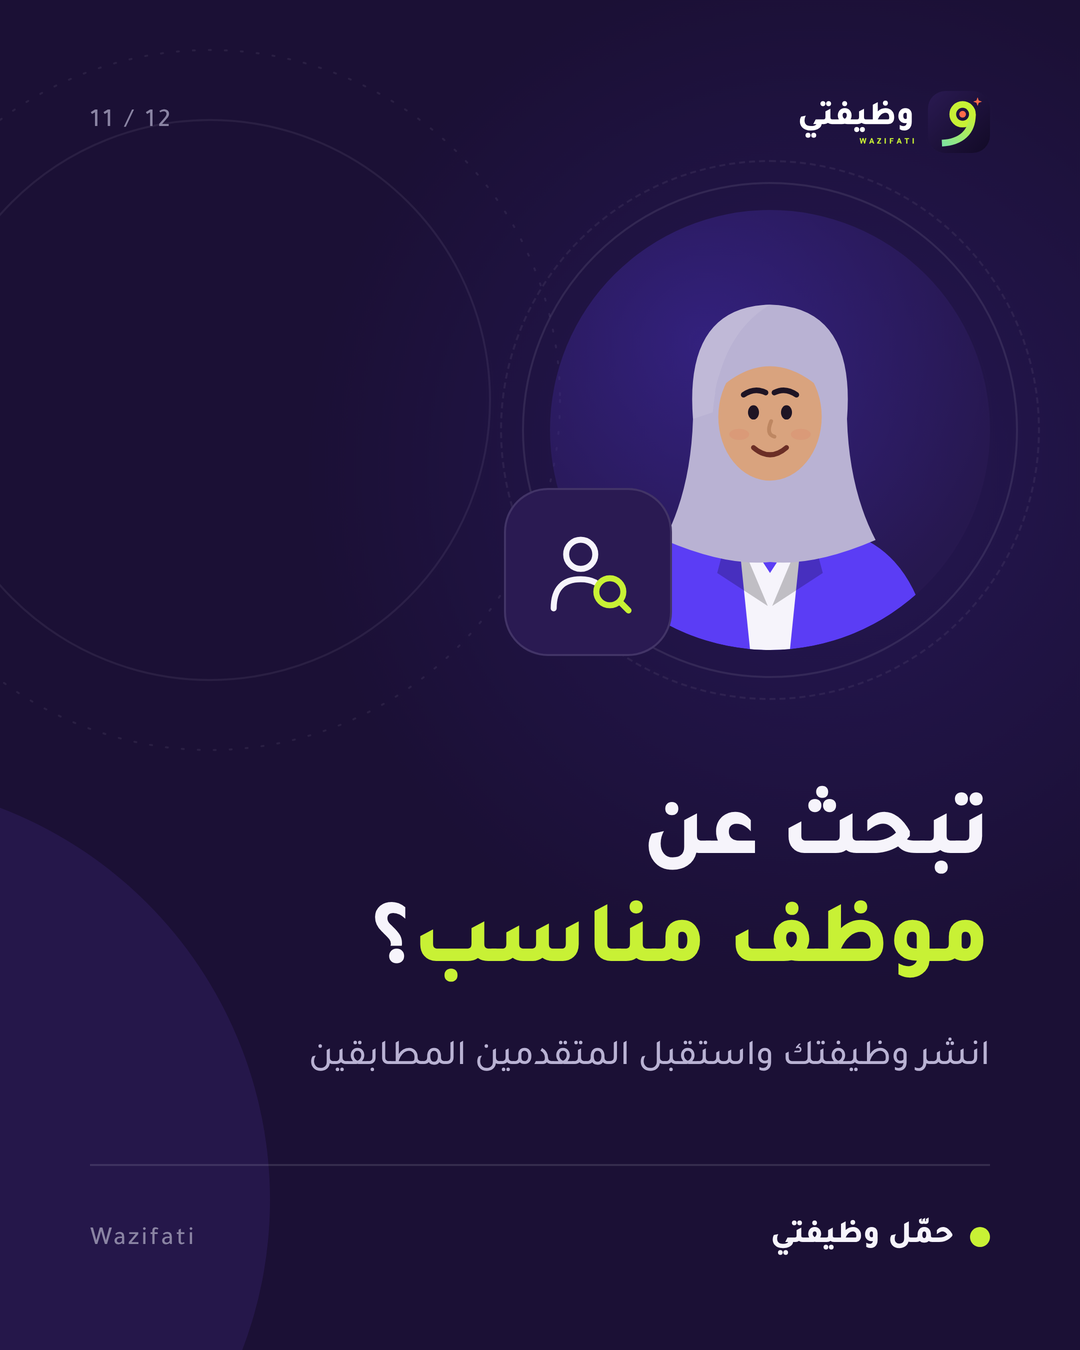 وظيفتي
WAZIFATI
11 / 12
تبحث عن
موظف مناسب؟
انشر وظيفتك واستقبل المتقدمين المطابقين
حمّل وظيفتي
Wazifati